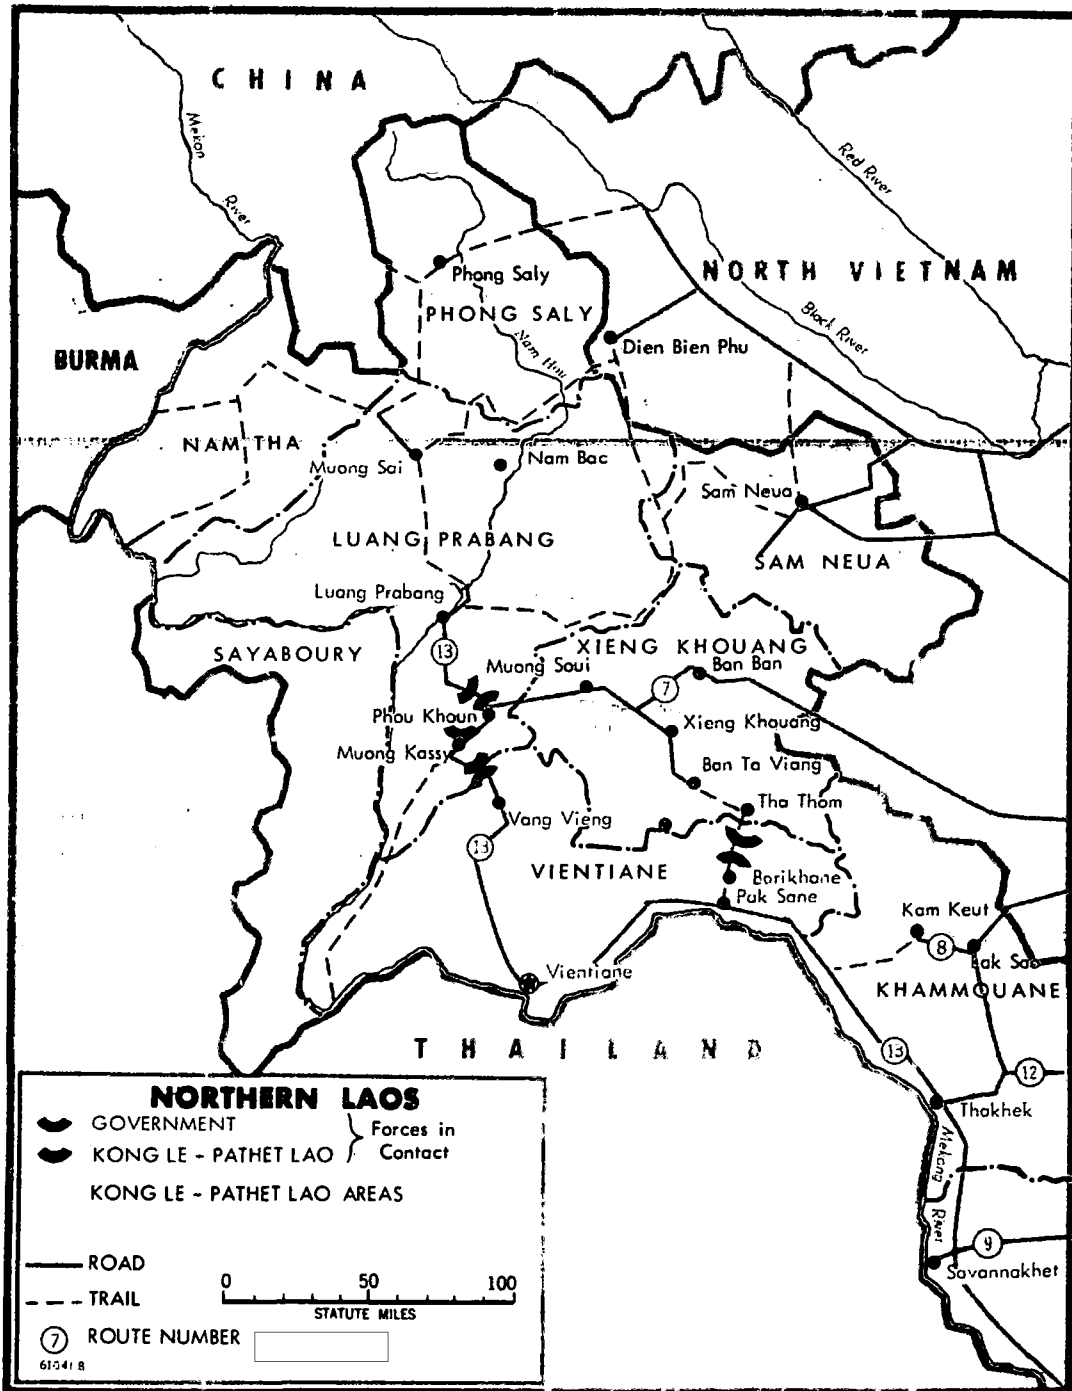 CHINA
Mekon
River
Red River
NORTH VIETNAM
Phong Saly
PHONG SALY
Black River
Nam Hou
BURMA
Dien Bien Phu
NAM THA
Muong Sai
Nam Bac
Sam Neua
LUANG PRABANG
SAM NEUA
Luang Prabang
13
SAYABOURY
XIENG KHOUANG
Muong Soui
Ban Ban
7
Phou Khoun
Xieng Khouang
Muong Kassy
Ban Ta Viang
Tha Thom
Vang Vieng
13
VIENTIANE
Borikhane
Pak Sane
Kam Keut
8
Lak Sao
Vientiane
KHAMMOUANE
THAILAND
13
12
Thakhek
Mekong
River
9
Savannakhet
NORTHERN LAOS
GOVERNMENT
KONG LE - PATHET LAO
Forces in
Contact
KONG LE - PATHET LAO AREAS
ROAD
0 50 100
TRAIL
STATUTE MILES
7 ROUTE NUMBER